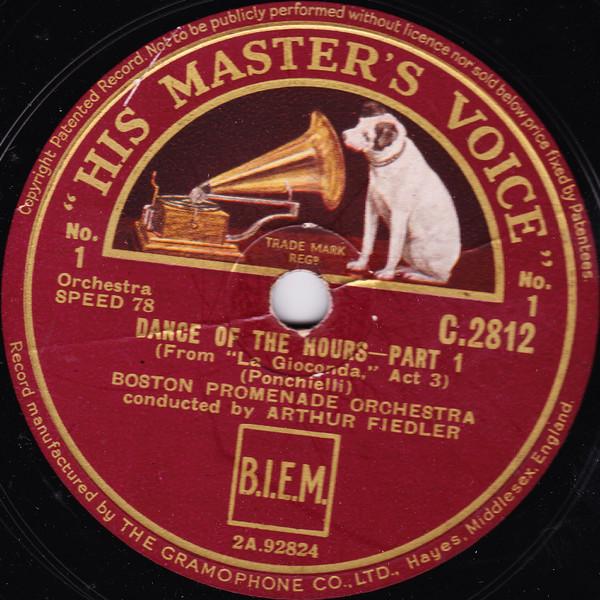 Copyright Patented Record. Not to be publicly performed without licence nor sold below price fixed by Patentees.
"HIS MASTER'S VOICE"
TRADE MARK
REGD
No. 1
No. 1
Orchestra
SPEED 78
C.2812
DANCE OF THE HOURS—PART 1
(From "La Gioconda," Act 3)
(Ponchielli)
BOSTON PROMENADE ORCHESTRA
conducted by ARTHUR FIEDLER
B.I.E.M.
2A.92824
Record manufactured by THE GRAMOPHONE CO., LTD., Hayes, Middlesex, England.